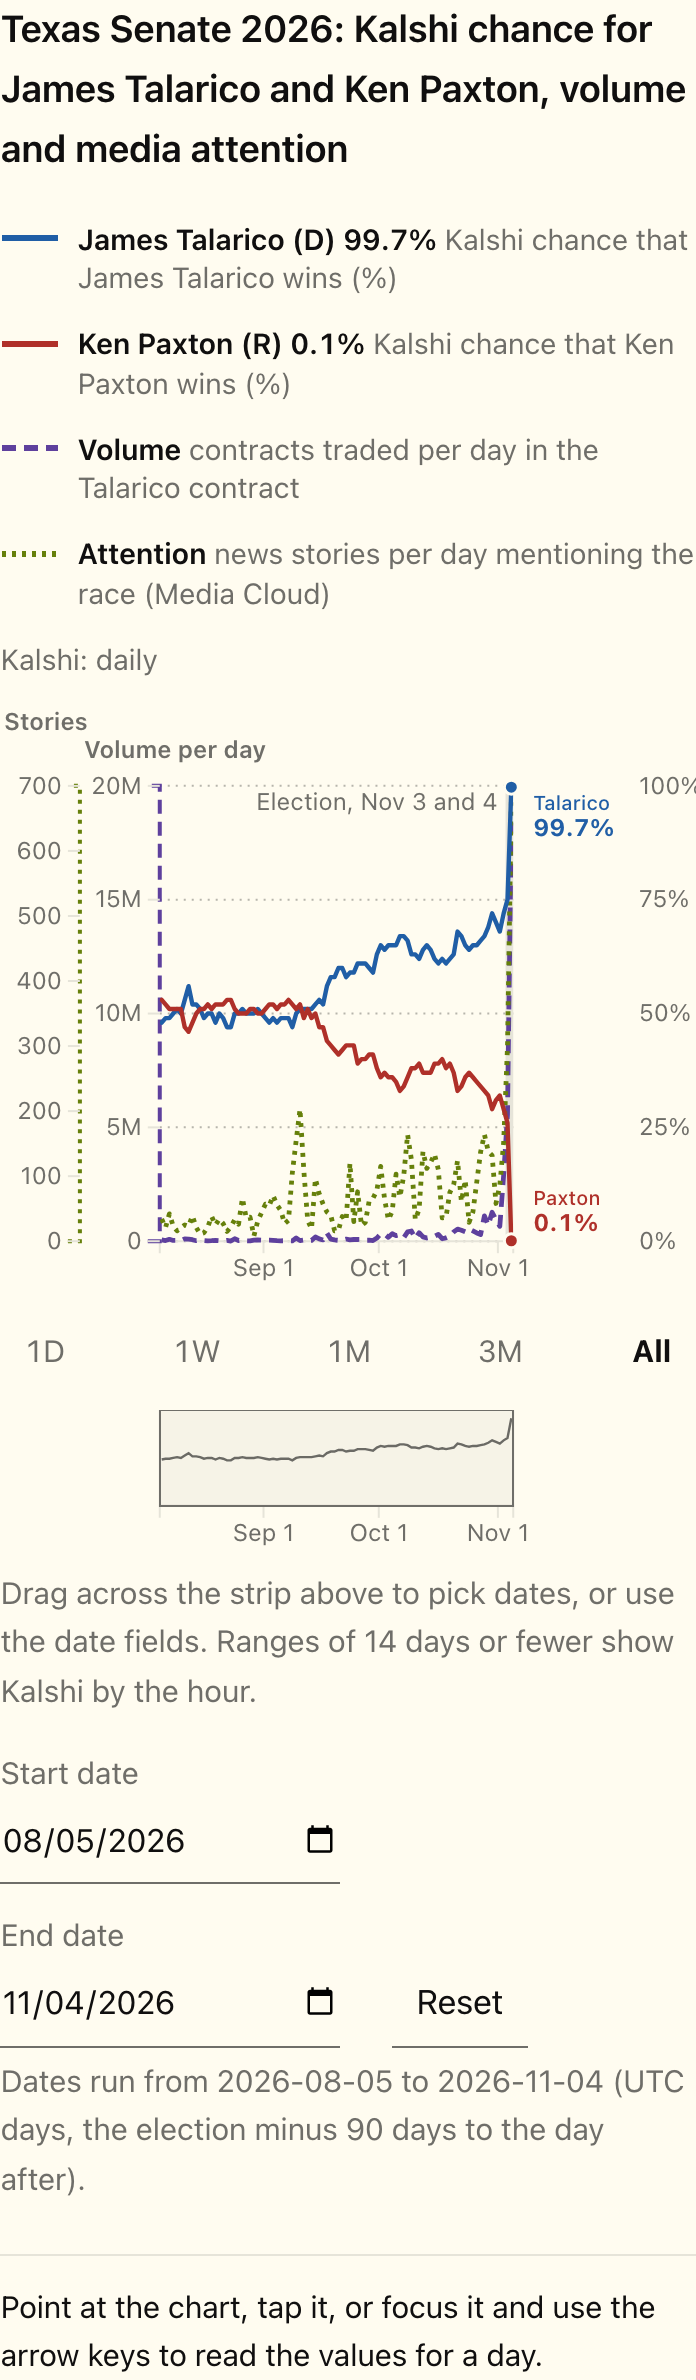 Texas Senate 2026: Kalshi chance for
James Talarico and Ken Paxton, volume
and media attention
James Talarico (D) 99.7% Kalshi chance that
James Talarico wins (%)
Ken Paxton (R) 0.1% Kalshi chance that Ken
Paxton wins (%)
Volume contracts traded per day in the
Talarico contract
Attention news stories per day mentioning the
race (Media Cloud)
Kalshi: daily
Stories
Volume per day
700 20M 100%
Election, Nov 3 and 4
Talarico
99.7%
600
15M 75%
500
400
10M 50%
300
200
5M 25%
100
Paxton
0.1%
0 0 0%
Sep 1 Oct 1 Nov 1
1D 1W 1M 3M All
Sep 1 Oct 1 Nov 1
Drag across the strip above to pick dates, or use
the date fields. Ranges of 14 days or fewer show
Kalshi by the hour.
Start date
08/05/2026
End date
11/04/2026 Reset
Dates run from 2026-08-05 to 2026-11-04 (UTC
days, the election minus 90 days to the day
after).
Point at the chart, tap it, or focus it and use the
arrow keys to read the values for a day.